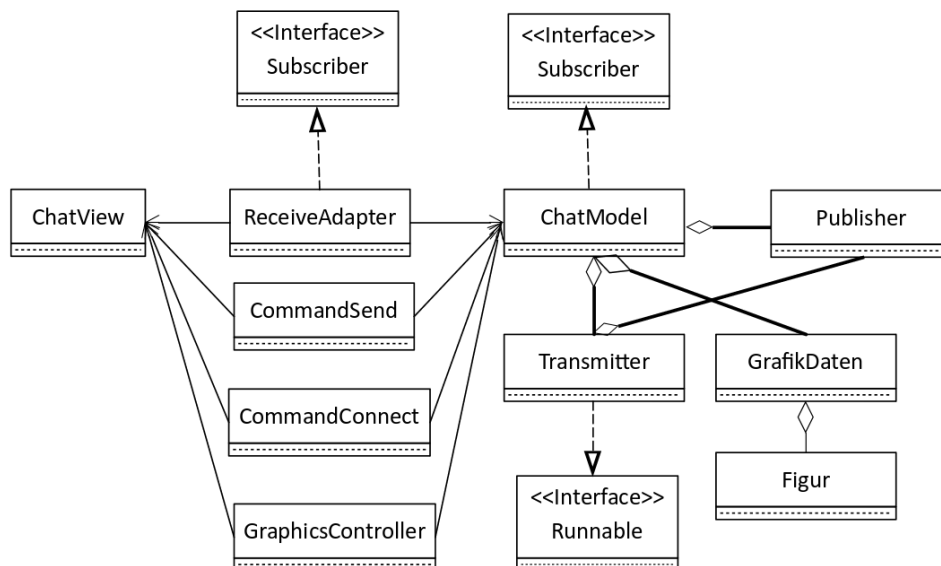 <<Interface>>
Subscriber
<<Interface>>
Subscriber
ChatView
ReceiveAdapter
ChatModel
Publisher
CommandSend
Transmitter
GrafikDaten
CommandConnect
Figur
<<Interface>>
Runnable
GraphicsController